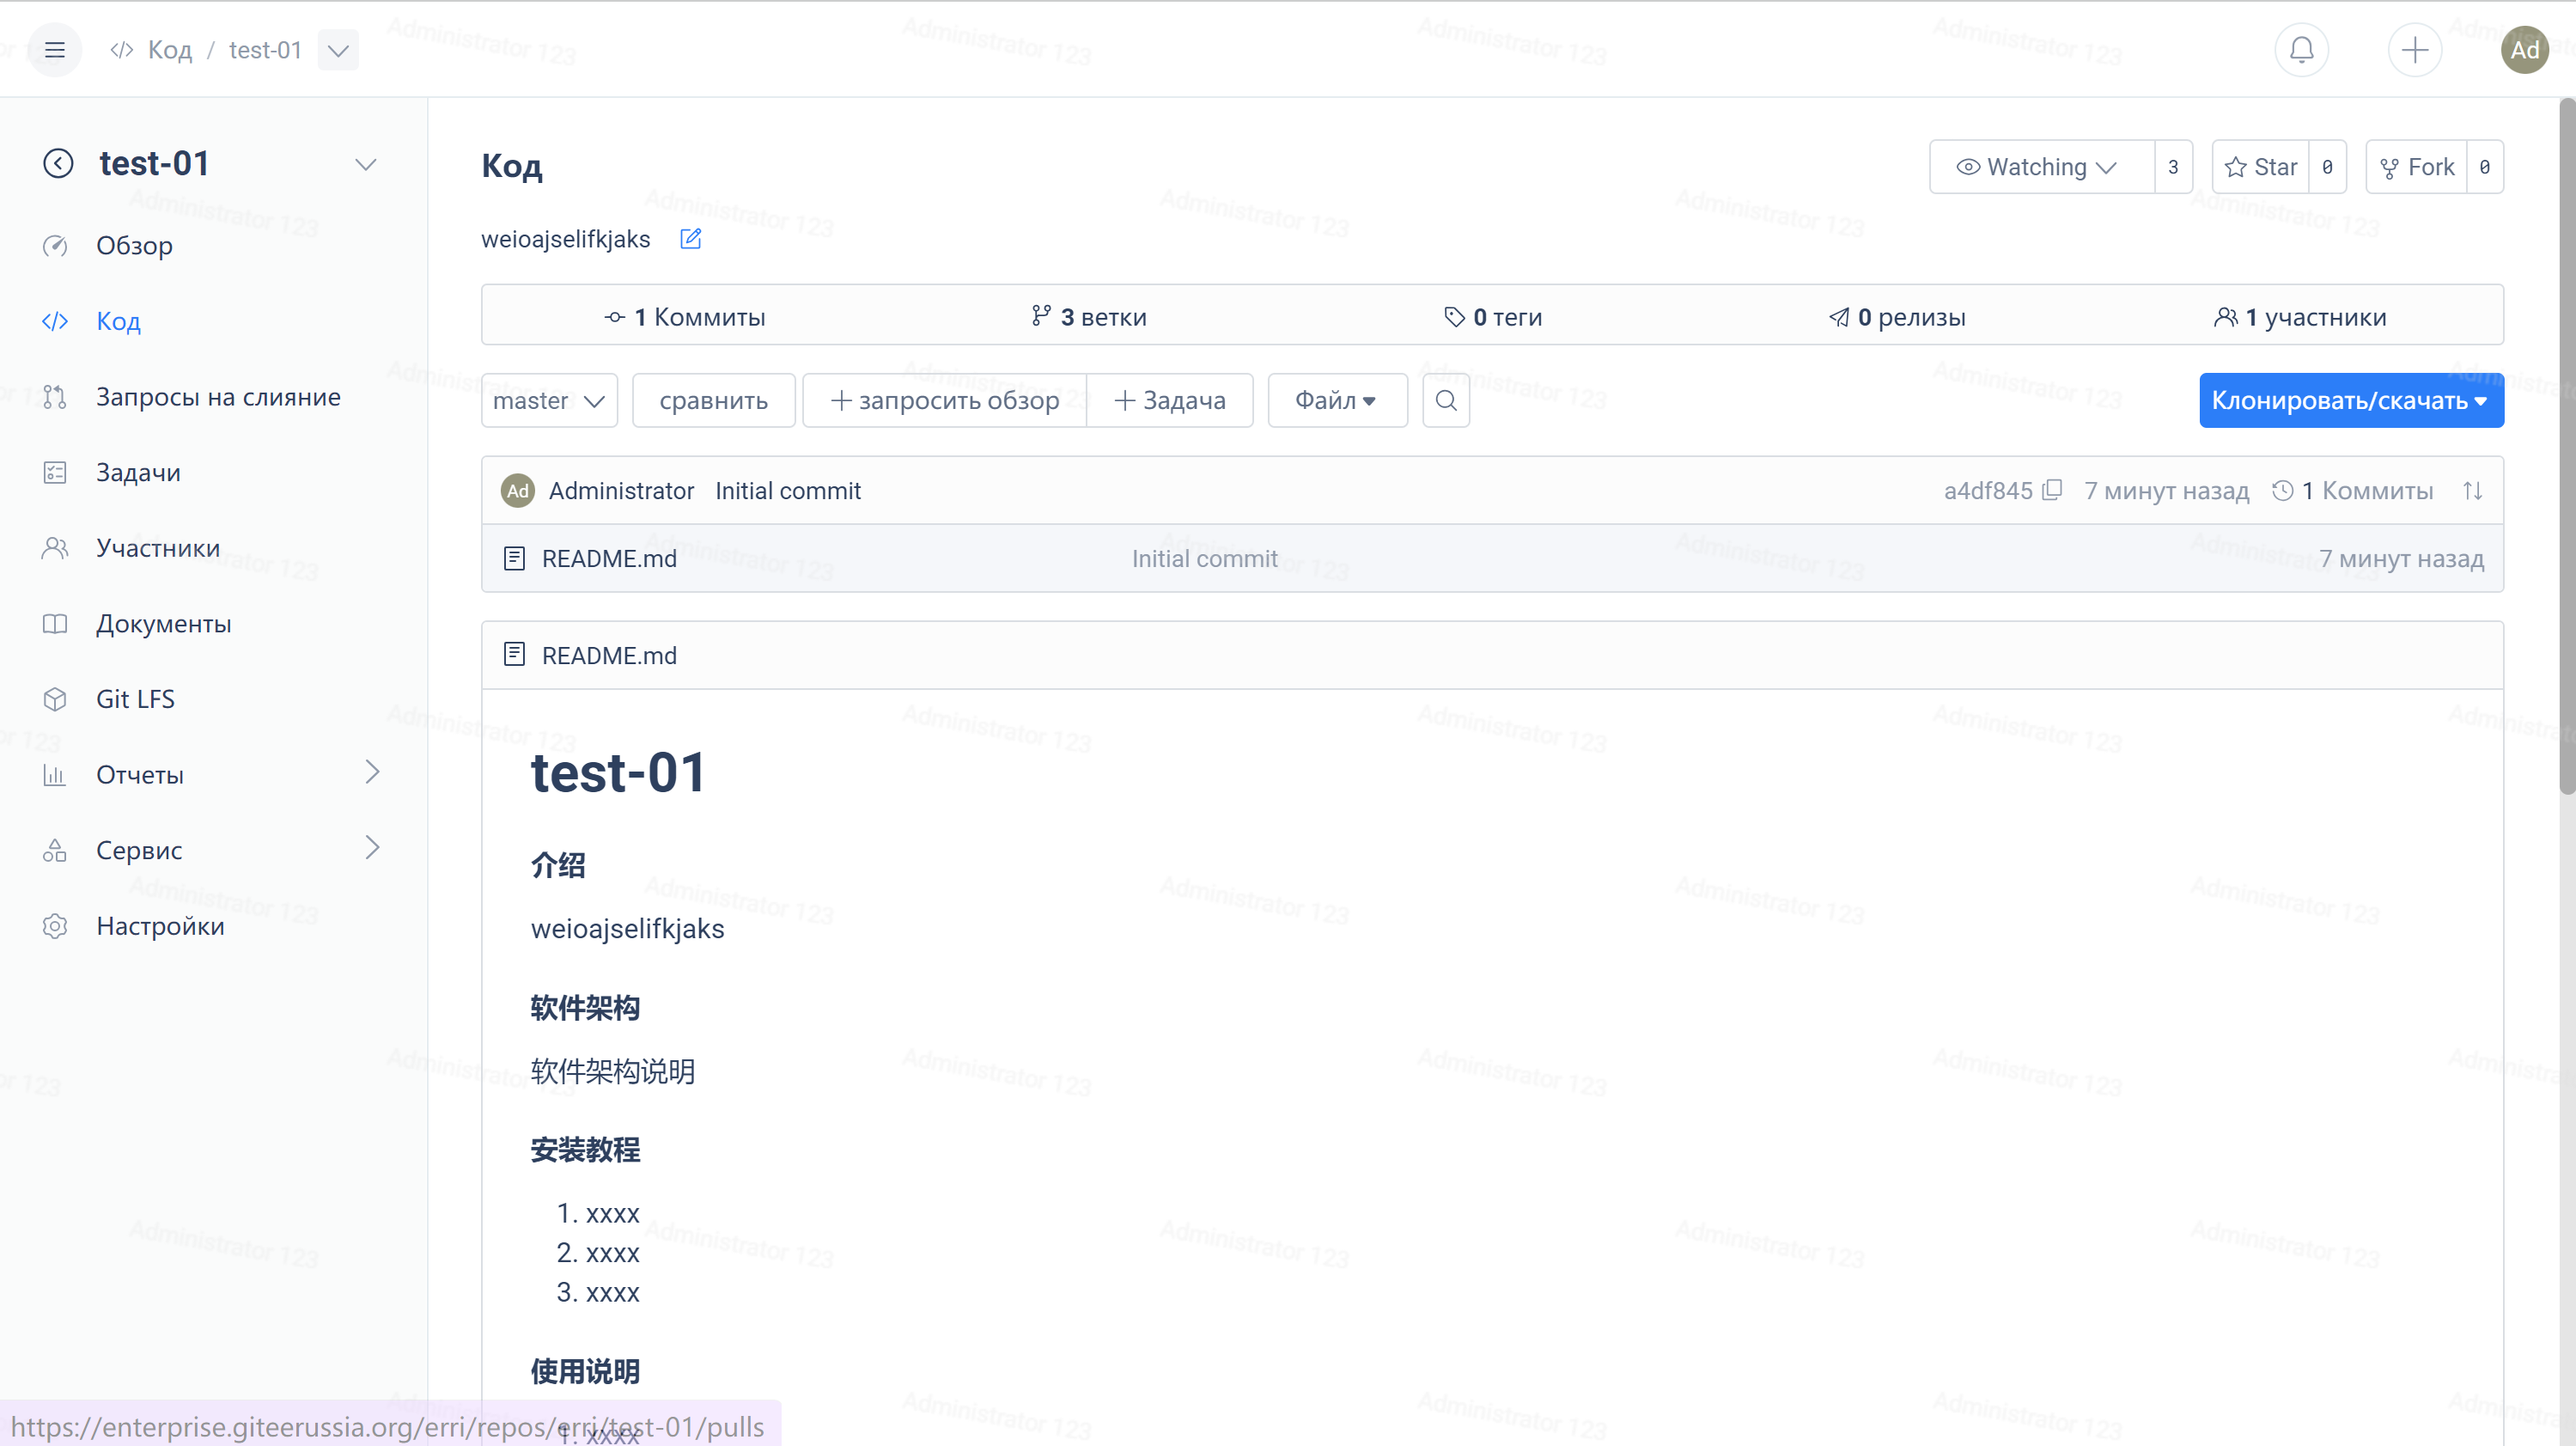 Код / test-01
Ad
test-01
Обзор
Код
Запросы на слияние
Задачи
Участники
Документы
Git LFS
Отчеты
Сервис
Настройки
Код
Watching 3 Star 0 Fork 0
weioajselifkjaks
1 Коммиты 3 ветки 0 теги 0 релизы 1 участники
master сравнить запросить обзор Задача Файл Клонировать/скачать
Ad Administrator Initial commit a4df845 7 минут назад 1 Коммиты
README.md Initial commit 7 минут назад
README.md
test-01
介绍
weioajselifkjaks
软件架构
软件架构说明
安装教程
1. xxxx
2. xxxx
3. xxxx
使用说明
1. xxxx
https://enterprise.giteerussia.org/erri/repos/erri/test-01/pulls
Administrator 123